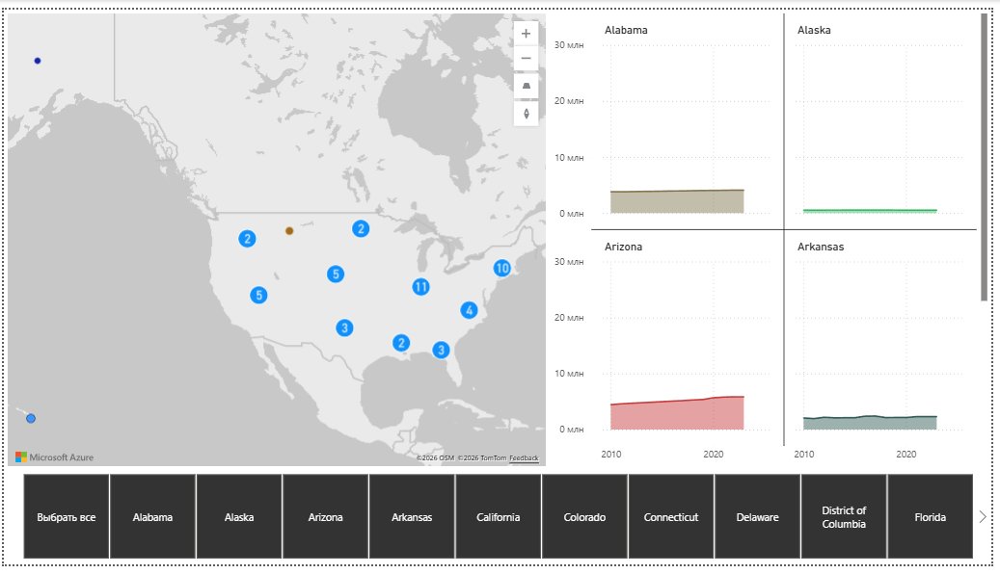 Alabama
Alaska
30 млн
20 млн
10 млн
0 млн
Arizona
Arkansas
30 млн
20 млн
10 млн
0 млн
2010
2020
2010
2020
2
2
5
10
5
11
4
3
2
3
Microsoft Azure
©2026 OSM ©2026 TomTom Feedback
Выбрать все
Alabama
Alaska
Arizona
Arkansas
California
Colorado
Connecticut
Delaware
District of
Columbia
Florida